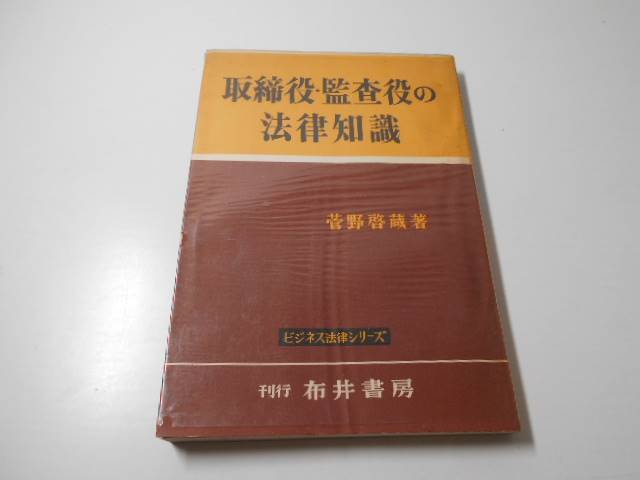 取締役・監査役の
法律知識
菅野啓蔵著
ビジネス法律シリーズ
刊行 布井書房